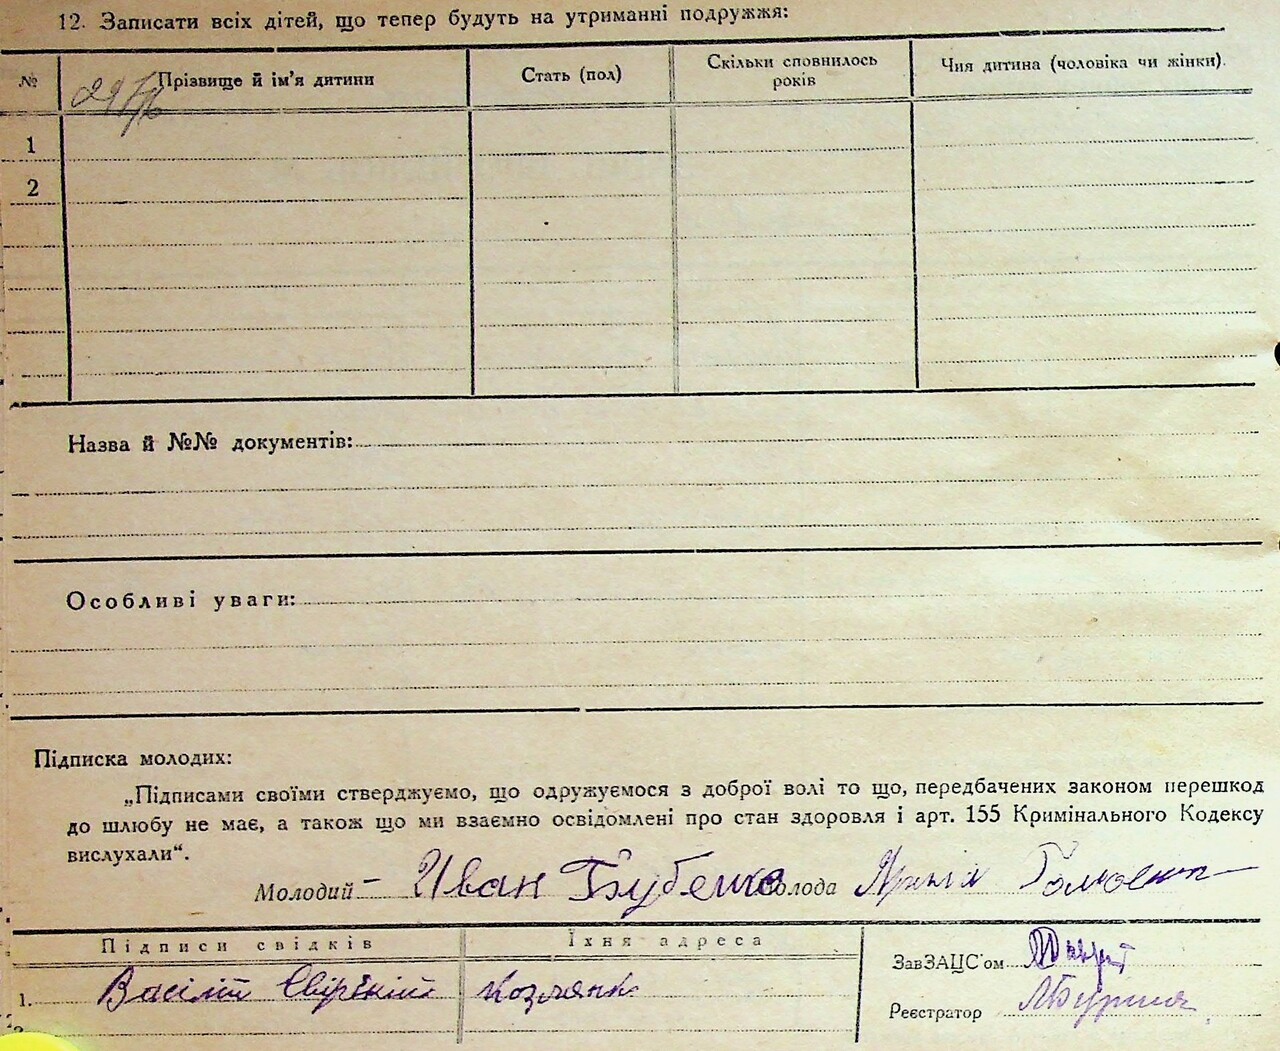 12. Записати всіх дітей, що тепер будуть на утриманні подружжя:
№ Прізвище й ім'я дитини Стать (пол) Скільки сповнилось років Чия дитина (чоловіка чи жінки).
1
2
Назва й №№ документів:
Особливі уваги:
Підписка молодих:
„Підписами своїми стверджуємо, що одружуємося з доброї волі то що, передбачених законом перешкод
до шлюбу не має, а також що ми взаємно освідомлені про стан здоровля і арт. 155 Кримінального Кодексу
вислухали“.
Молодий – Иван Молода
Підписи свідків Їхня адреса
ЗавЗАЦС'ом
1. Василій
Реєстратор
2.